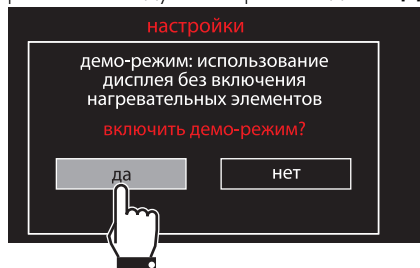 настройки
демо-режим: использование
дисплея без включения
нагревательных элементов
включить демо-режим?
да
нет